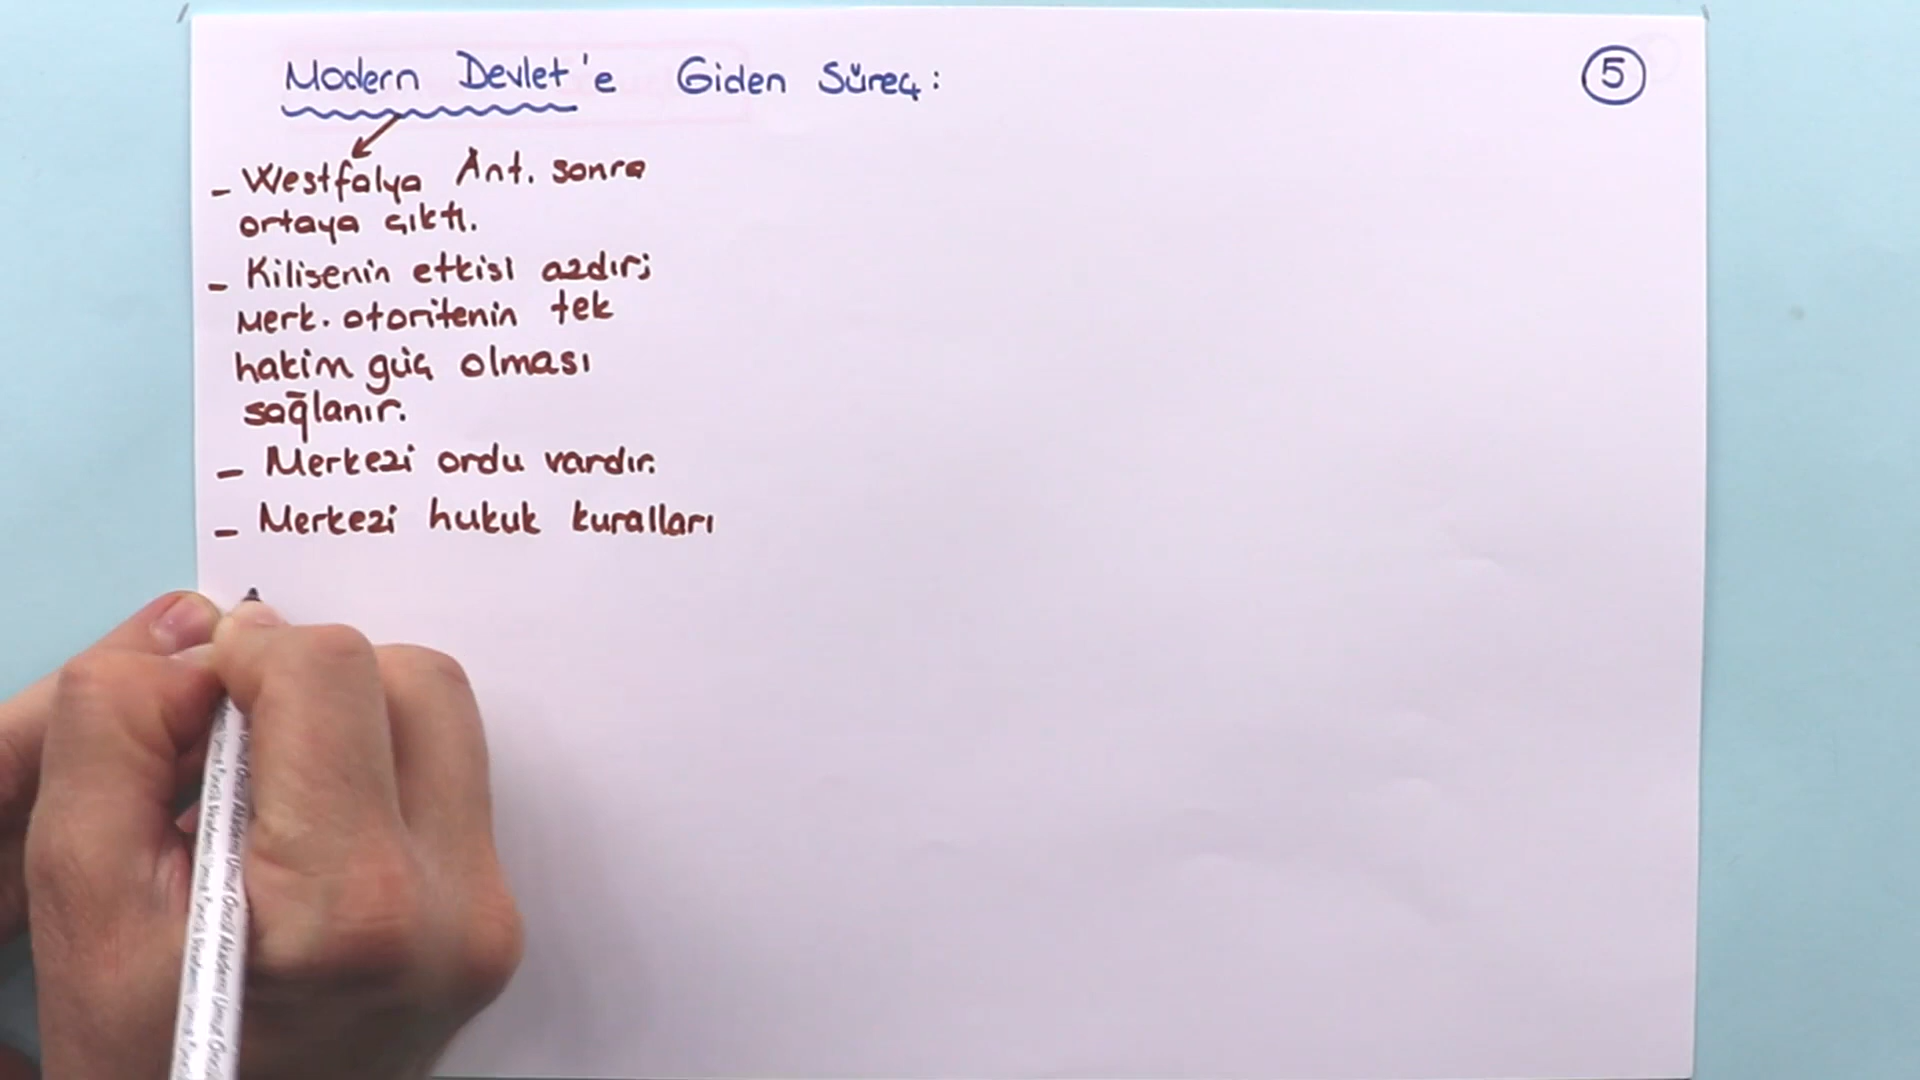 Modern Devlet'e Giden Süreç:
5
- Westfalya Ant. sonra
ortaya çıktı.
- Kilisenin etkisi azdır;
Merk. otoritenin tek
hakim güç olması
sağlanır.
- Merkezi ordu vardır.
- Merkezi hukuk kuralları